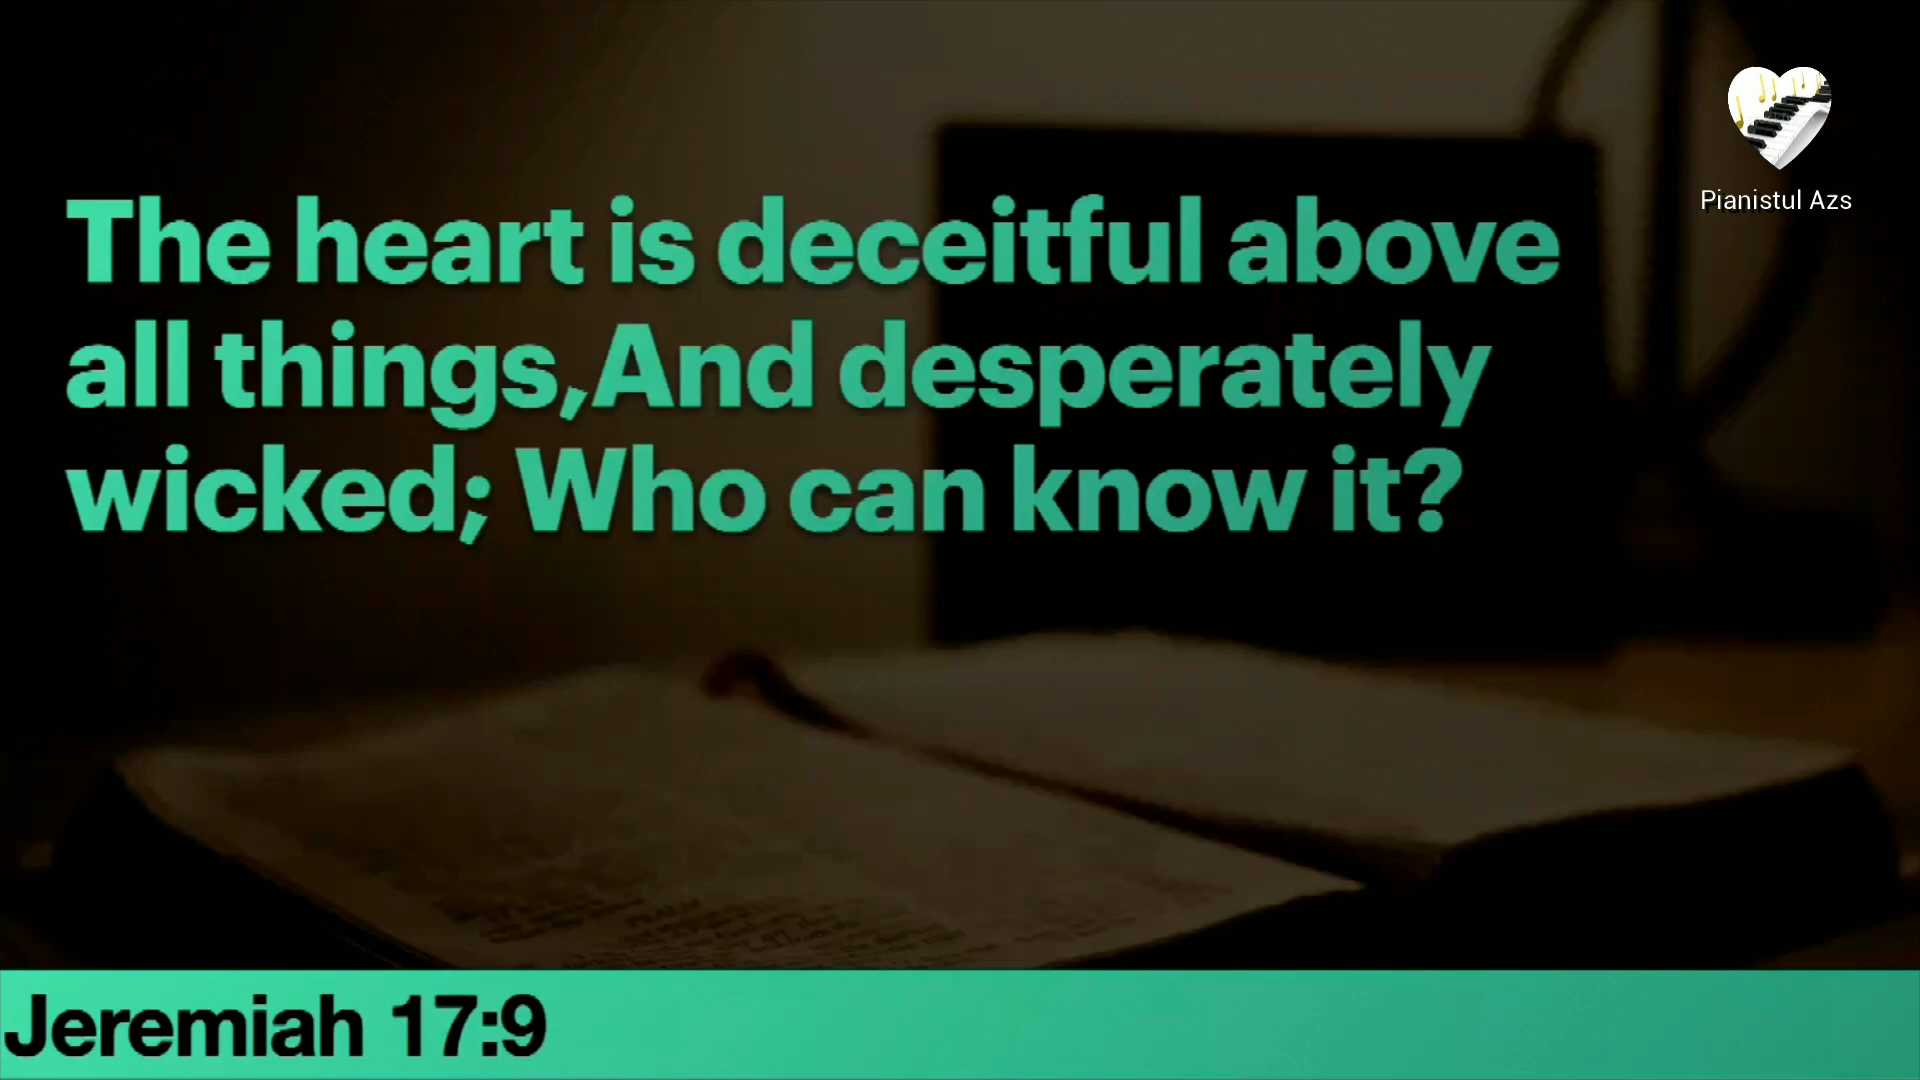 The heart is deceitful above
all things,And desperately
wicked; Who can know it?
Pianistul Azs
Jeremiah 17:9